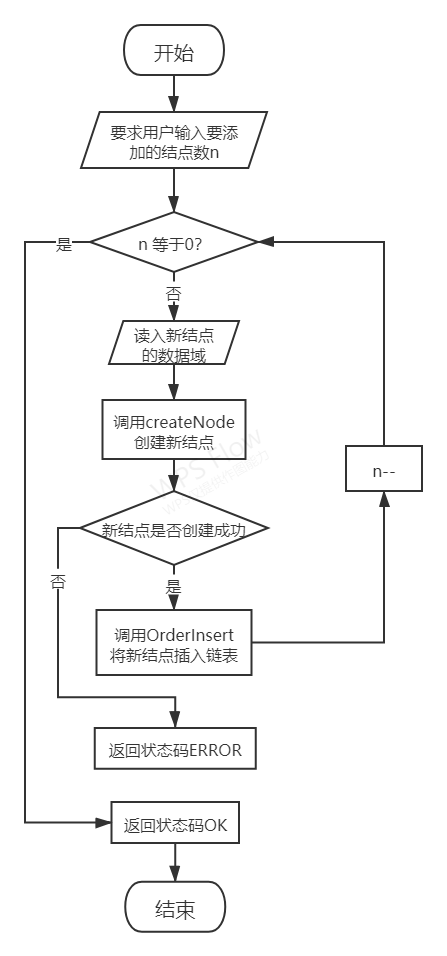 开始
要求用户输入要添
加的结点数n
是
n 等于0?
否
读入新结点
的数据域
调用createNode
创建新结点
WPS Flow
n--
新结点是否创建成功
否
是
调用OrderInsert
将新结点插入链表
返回状态码ERROR
返回状态码OK
结束